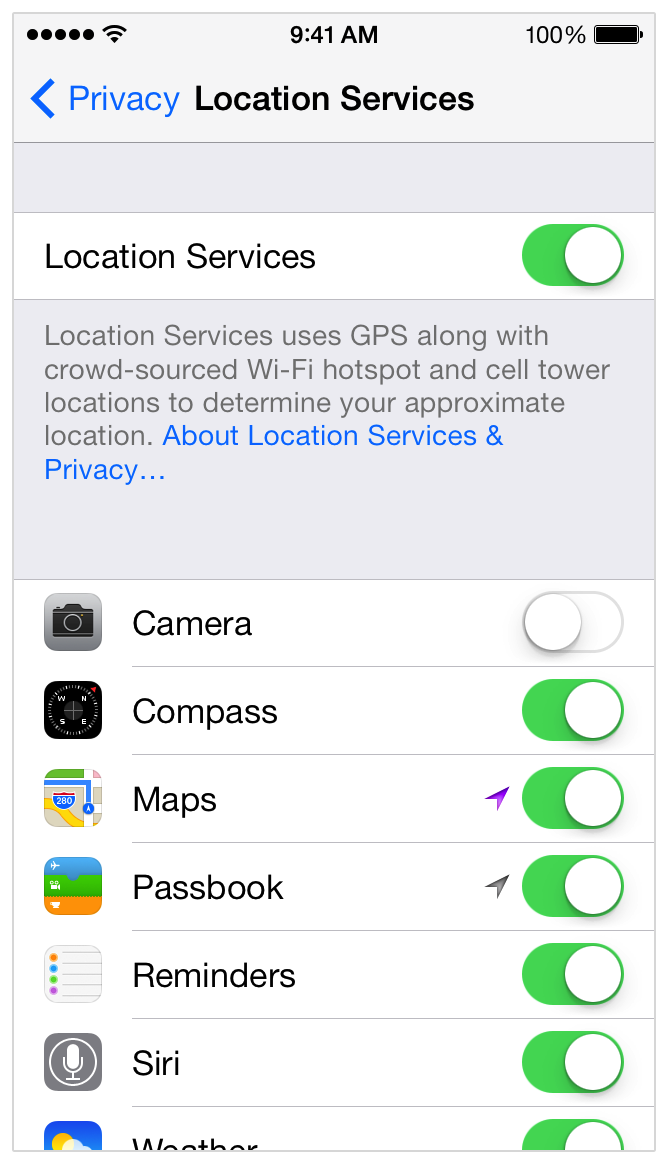 9:41 AM 100%
Privacy Location Services
Location Services
Location Services uses GPS along with
crowd-sourced Wi-Fi hotspot and cell tower
locations to determine your approximate
location. About Location Services &
Privacy…
Camera
W N
S E
Compass
280
Maps
Passbook
Reminders
Siri
Weather